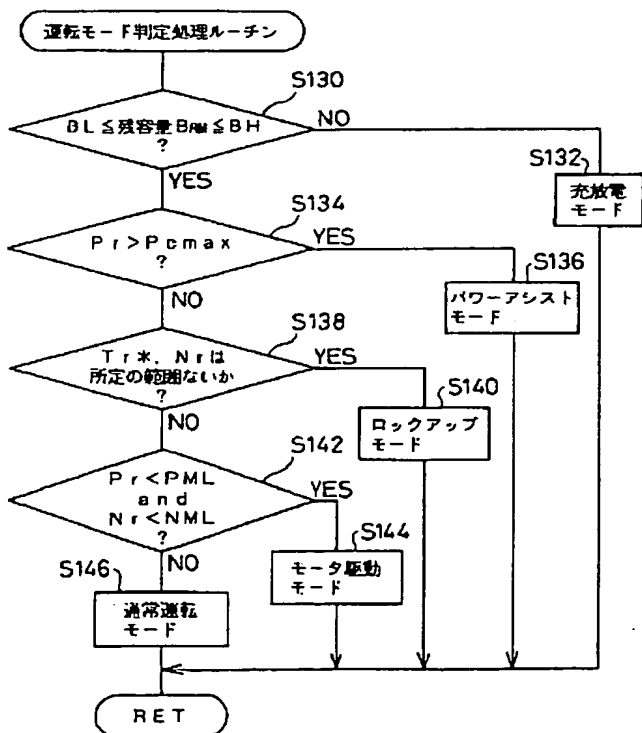 運転モード判定処理ルーチン
S130
BL≦残容量BRM≦BH
?
NO
YES
S132
充放電
モード
S134
Pr>Pcmax
?
YES
NO
S136
パワーアシスト
モード
S138
Tr*, Nrは
所定の範囲ないか
?
YES
NO
S140
ロックアップ
モード
S142
Pr<PML
and
Nr<NML
?
YES
NO
S144
モータ駆動
モード
S146
通常運転
モード
RET